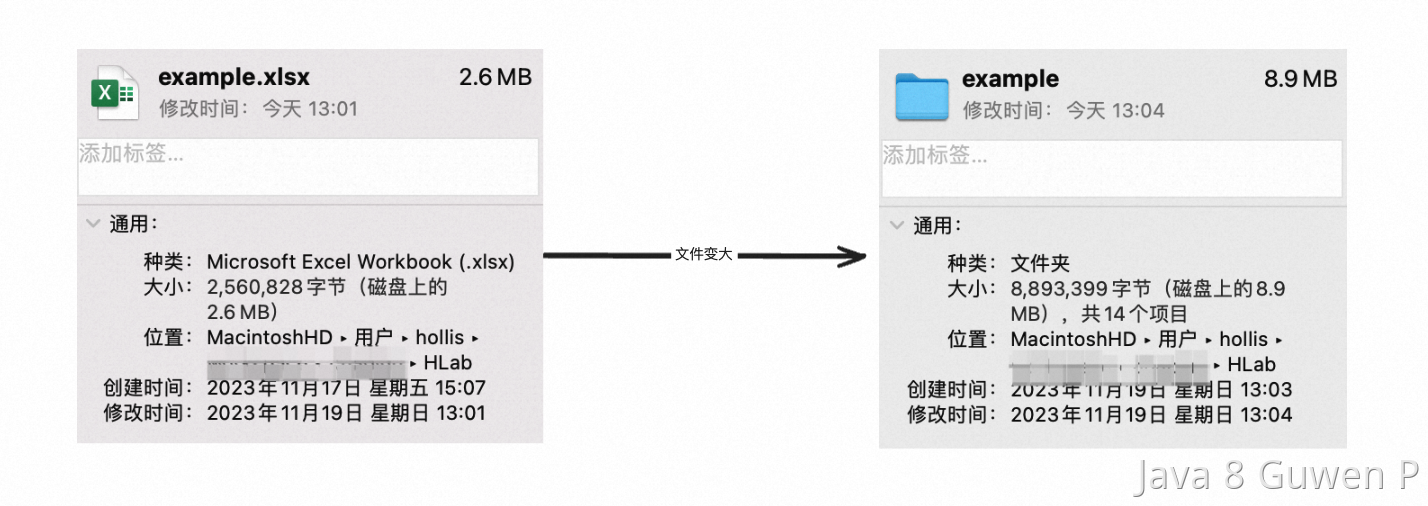 example.xlsx 2.6 MB
修改时间：今天 13:01
添加标签...
通用：
种类：Microsoft Excel Workbook (.xlsx)
大小：2,560,828 字节（磁盘上的
2.6 MB）
位置：MacintoshHD ▸ 用户 ▸ hollis ▸
▸ HLab
创建时间：2023年11月17日 星期五 15:07
修改时间：2023年11月19日 星期日 13:01
文件变大
example 8.9 MB
修改时间：今天 13:04
添加标签...
通用：
种类：文件夹
大小：8,893,399 字节（磁盘上的8.9
MB），共14个项目
位置：MacintoshHD ▸ 用户 ▸ hollis ▸
▸ HLab
创建时间：2023年11月19日 星期日 13:03
修改时间：2023年11月19日 星期日 13:04
Java 8 Guwen P